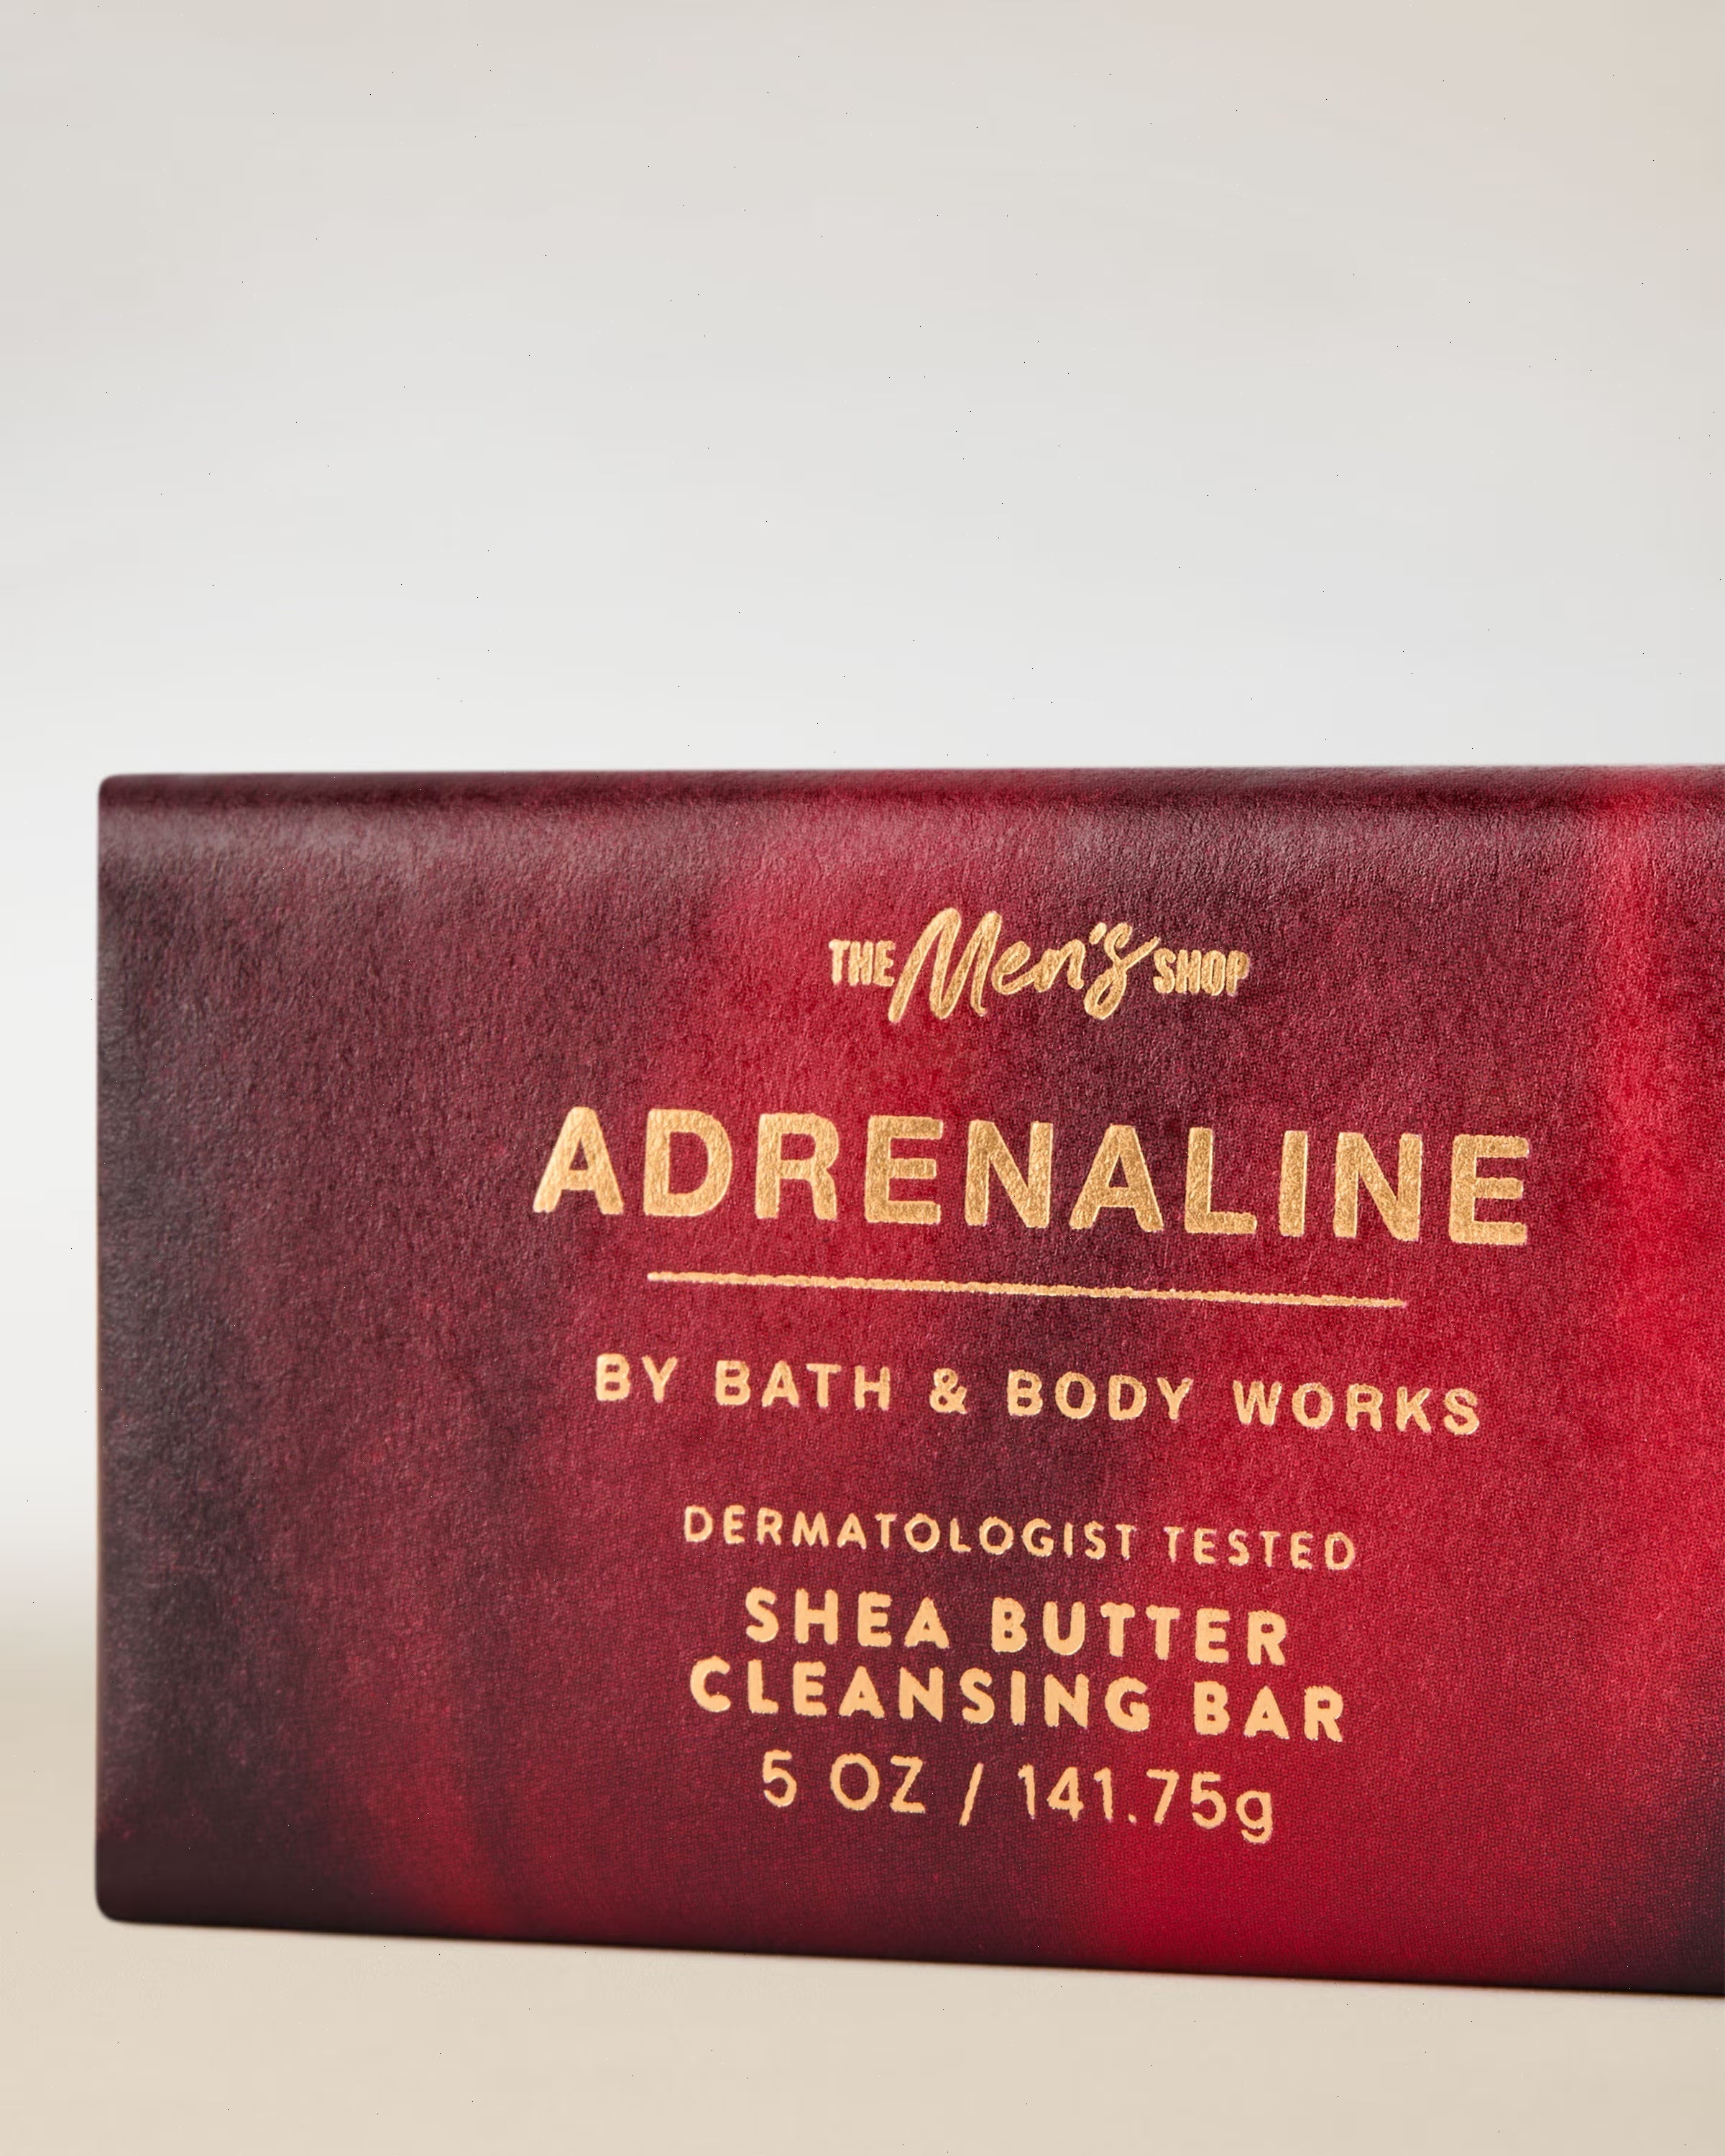 THE Men's SHOP
ADRENALINE
BY BATH & BODY WORKS
DERMATOLOGIST TESTED
SHEA BUTTER
CLEANSING BAR
5 OZ / 141.75g